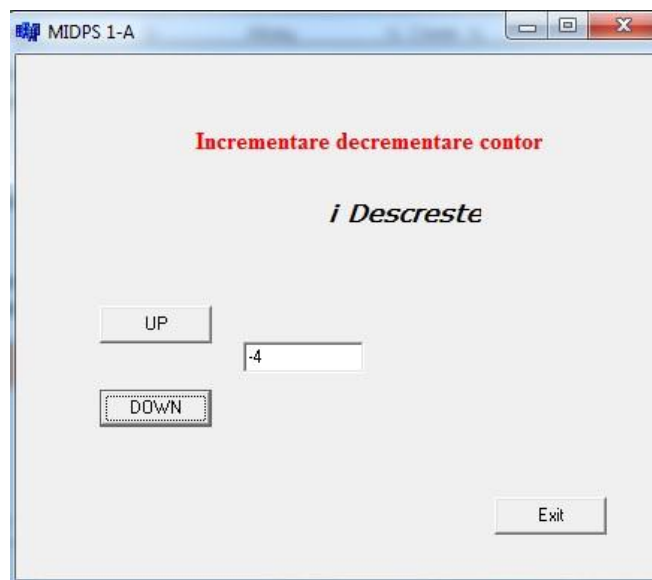 MIDPS 1-A
Incrementare decrementare contor
i Descreste
UP
-4
DOWN
Exit